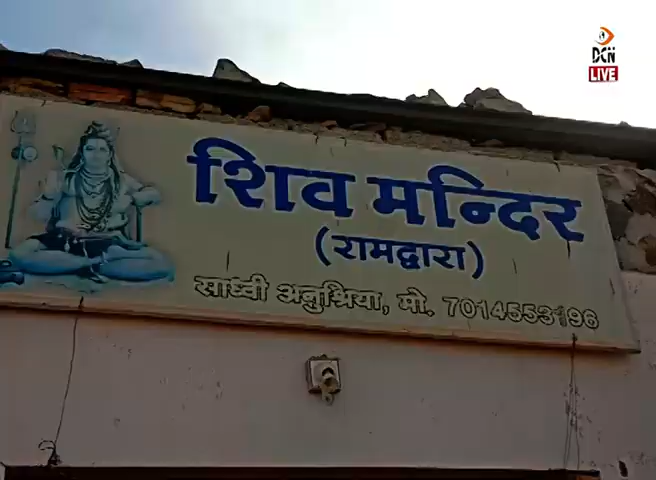 DCN
LIVE
शिव मन्दिर
(रामद्वारा)
साध्वी अनुश्रिया, मो. 7014553196